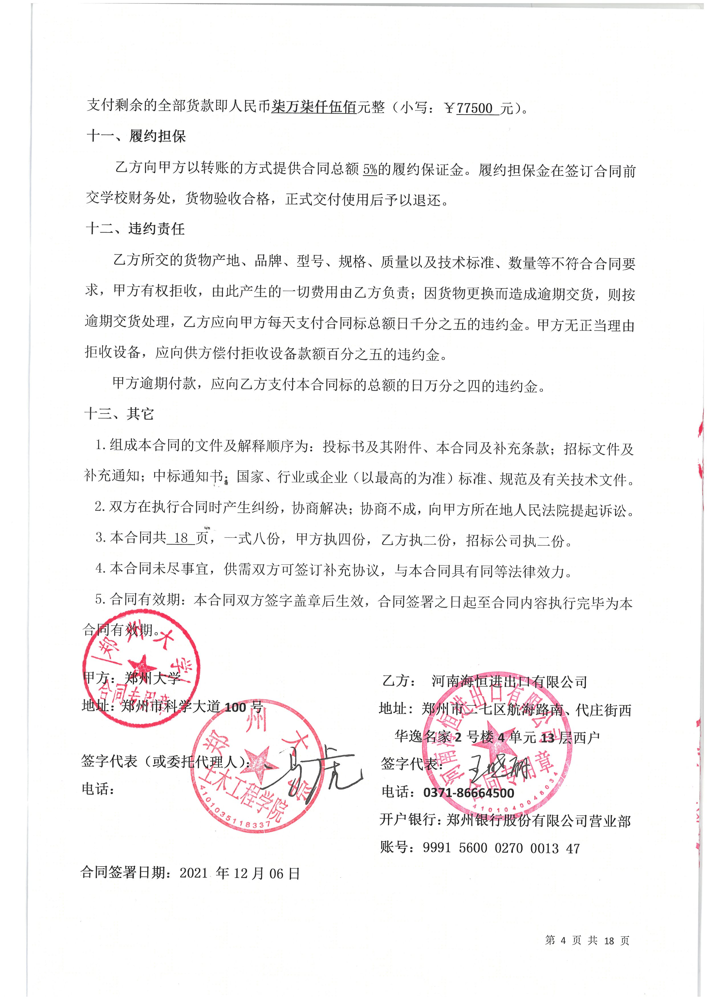 支付剩余的全部货款即人民币柒万柒仟伍佰元整（小写：￥77500 元）。
十一、履约担保
乙方向甲方以转账的方式提供合同总额 5%的履约保证金。履约担保金在签订合同前
交学校财务处，货物验收合格，正式交付使用后予以退还。
十二、违约责任
乙方所交的货物产地、品牌、型号、规格、质量以及技术标准、数量等不符合合同要
求，甲方有权拒收，由此产生的一切费用由乙方负责；因货物更换而造成逾期交货，则按
逾期交货处理，乙方应向甲方每天支付合同标总额日千分之五的违约金。甲方无正当理由
拒收设备，应向供方偿付拒收设备款额百分之五的违约金。
甲方逾期付款，应向乙方支付本合同标的总额的日万分之四的违约金。
十三、其它
1.组成本合同的文件及解释顺序为：投标书及其附件、本合同及补充条款；招标文件及
补充通知；中标通知书；国家、行业或企业（以最高的为准）标准、规范及有关技术文件。
2.双方在执行合同时产生纠纷，协商解决；协商不成，向甲方所在地人民法院提起诉讼。
3.本合同共 18 页，一式八份，甲方执四份，乙方执二份，招标公司执二份。
4.本合同未尽事宜，供需双方可签订补充协议，与本合同具有同等法律效力。
5.合同有效期：本合同双方签字盖章后生效，合同签署之日起至合同内容执行完毕为本
合同有效期。
郑州大学
合同专用章
甲方：郑州大学
地址：郑州市科学大道 100 号
签字代表（或委托代理人）：
电话：
郑州大学
土木工程学院
4101035118337
乙方： 河南海恒进出口有限公司
地址：郑州市二七区航海路南、代庄街西
华逸名家 2 号楼 4 单元 13 层西户
签字代表：王晓丽
电话：0371-86664500
开户银行：郑州银行股份有限公司营业部
账号：9991 5600 0270 0013 47
河南海恒进出口有限公司
合同专用章
4101040048034
合同签署日期：2021 年 12 月 06 日
第 4 页 共 18 页